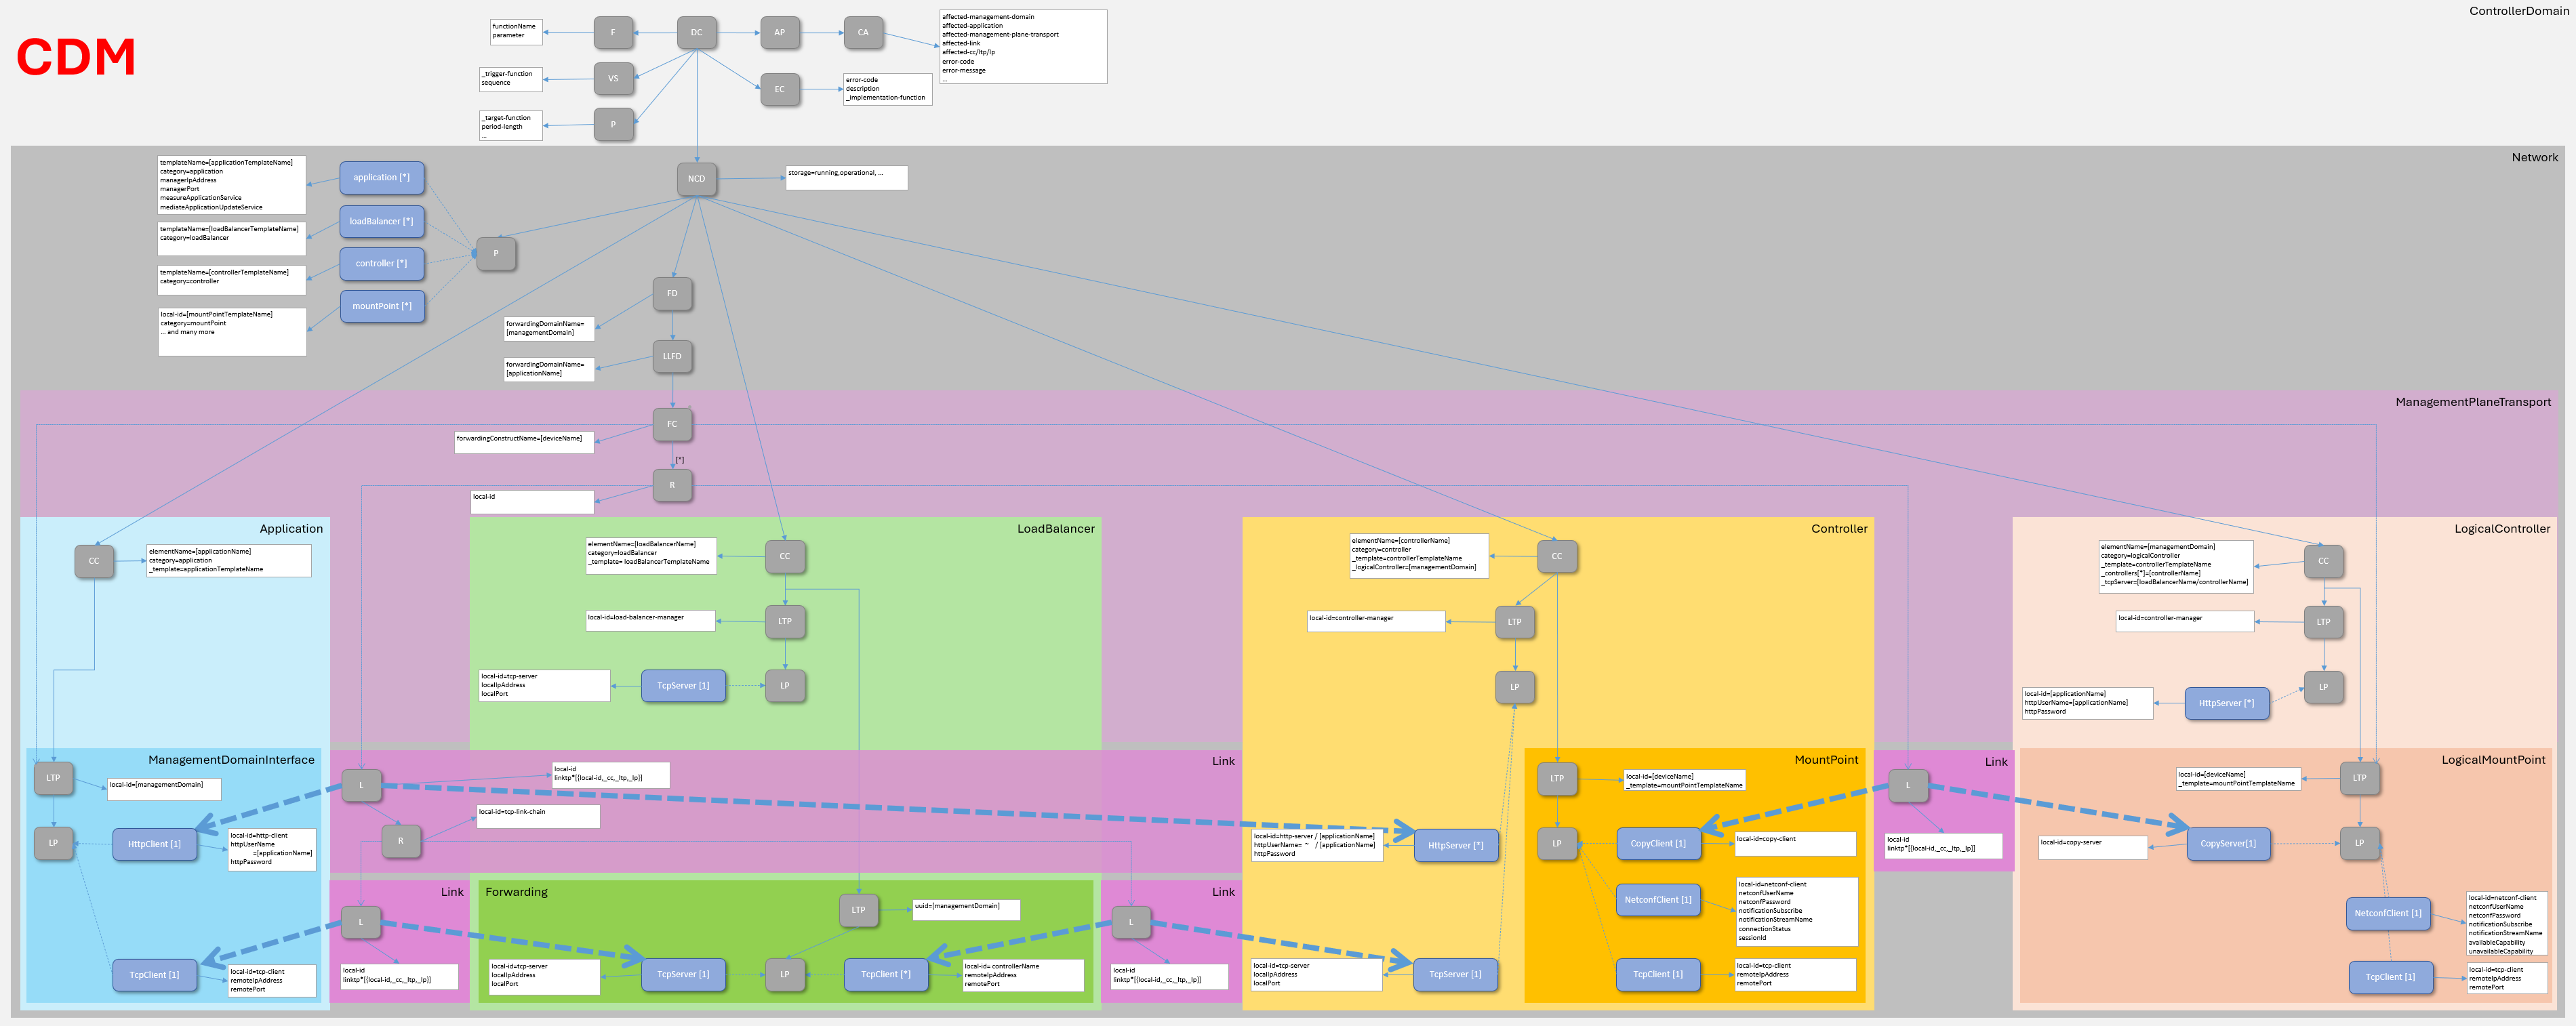 ControllerDomain
CDM
functionName
parameter
F
DC
AP
CA
affected-management-domain
affected-application
affected-management-plane-transport
affected-link
affected-cc/ltp/lp
error-code
error-message
...
_trigger-function
sequence
VS
EC
error-code
description
_implementation-function
_target-function
period-length
...
P
Network
templateName=[applicationTemplateName]
category=application
managerIpAddress
managerPort
measureApplicationService
mediateApplicationUpdateService
application [*]
NCD
storage=running,operational, ...
templateName=[loadBalancerTemplateName]
category=loadBalancer
loadBalancer [*]
P
templateName=[controllerTemplateName]
category=controller
controller [*]
local-id=[mountPointTemplateName]
category=mountPoint
... and many more
mountPoint [*]
FD
forwardingDomainName=
[managementDomain]
LLFD
forwardingDomainName=
[applicationName]
ManagementPlaneTransport
FC
forwardingConstructName=[deviceName]
[*]
R
local-id
Application
CC
elementName=[applicationName]
category=application
_template=applicationTemplateName
LoadBalancer
elementName=[loadBalancerName]
category=loadBalancer
_template= loadBalancerTemplateName
CC
local-id=load-balancer-manager
LTP
local-id=tcp-server
localIpAddress
localPort
TcpServer [1]
LP
Controller
elementName=[controllerName]
category=controller
_template=controllerTemplateName
_logicalController=[managementDomain]
CC
local-id=controller-manager
LTP
LP
LogicalController
elementName=[managementDomain]
category=logicalController
_template=controllerTemplateName
_controllers[*]=[controllerName]
_tcpServer=[loadBalancerName/controllerName]
CC
local-id=controller-manager
LTP
local-id=[applicationName]
httpUserName=[applicationName]
httpPassword
HttpServer [*]
LP
ManagementDomainInterface
LTP
local-id=[managementDomain]
LP
HttpClient [1]
local-id=http-client
httpUserName
=[applicationName]
httpPassword
TcpClient [1]
local-id=tcp-client
remoteIpAddress
remotePort
Link
L
local-id
linktp*[{local-id,_cc,_ltp,_lp}]
R
local-id=tcp-link-chain
Link
L
local-id
linktp*[{local-id,_cc,_ltp,_lp}]
Forwarding
LTP
uuid=[managementDomain]
local-id=tcp-server
localIpAddress
localPort
TcpServer [1]
LP
TcpClient [*]
local-id= controllerName
remoteIpAddress
remotePort
Link
L
local-id
linktp*[{local-id,_cc,_ltp,_lp}]
local-id=http-server / [applicationName]
httpUserName= ~ / [applicationName]
httpPassword
HttpServer [*]
local-id=tcp-server
localIpAddress
localPort
TcpServer [1]
MountPoint
LTP
local-id=[deviceName]
_template=mountPointTemplateName
LP
CopyClient [1]
local-id=copy-client
NetconfClient [1]
local-id=netconf-client
netconfUserName
netconfPassword
notificationSubscribe
notificationStreamName
connectionStatus
sessionId
TcpClient [1]
local-id=tcp-client
remoteIpAddress
remotePort
Link
L
local-id
linktp*[{local-id,_cc,_ltp,_lp}]
LogicalMountPoint
local-id=[deviceName]
_template=mountPointTemplateName
LTP
local-id=copy-server
CopyServer[1]
LP
NetconfClient [1]
local-id=netconf-client
netconfUserName
netconfPassword
notificationSubscribe
notificationStreamName
availableCapability
unavailableCapability
TcpClient [1]
local-id=tcp-client
remoteIpAddress
remotePort